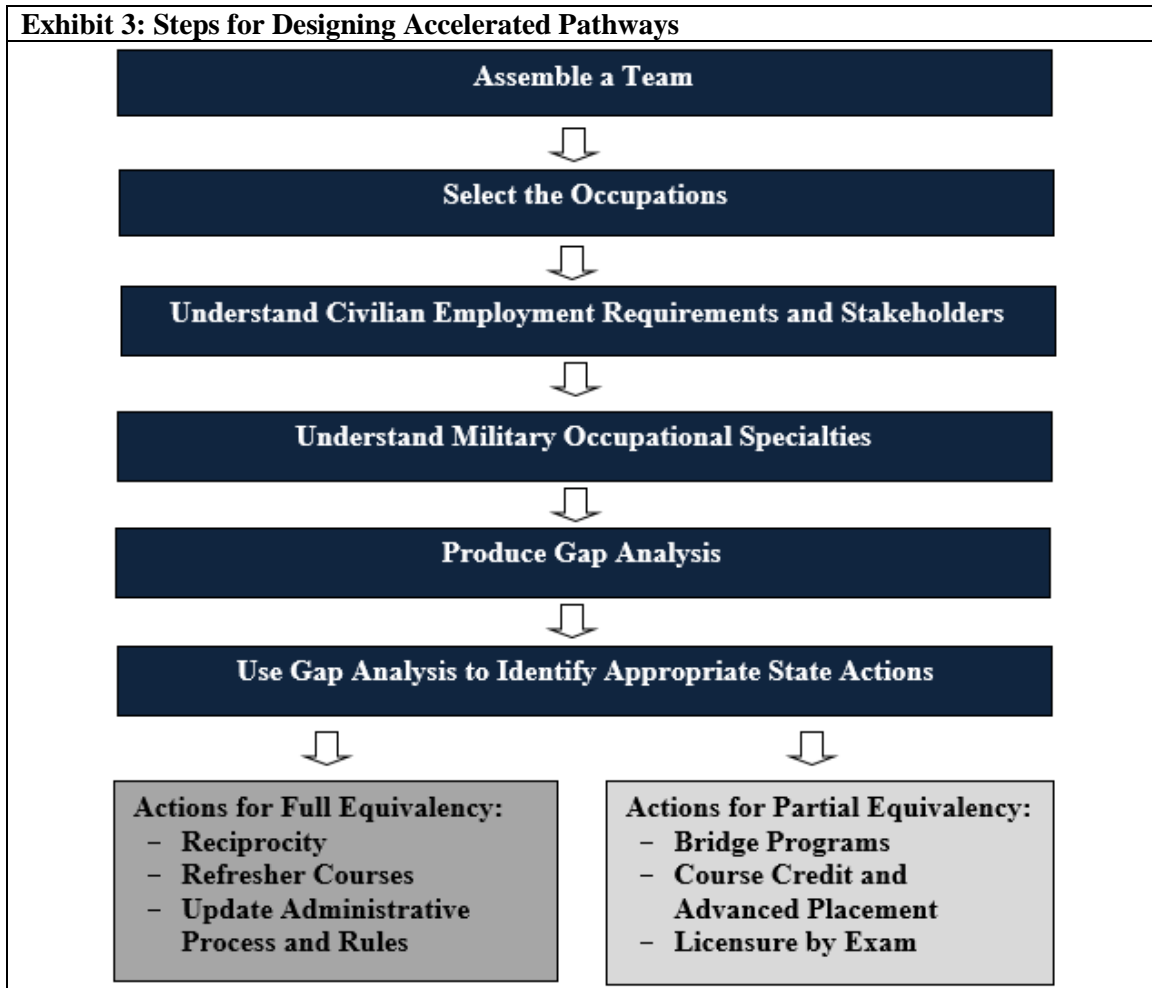 Exhibit 3: Steps for Designing Accelerated Pathways
Assemble a Team
Select the Occupations
Understand Civilian Employment Requirements and Stakeholders
Understand Military Occupational Specialties
Produce Gap Analysis
Use Gap Analysis to Identify Appropriate State Actions
Actions for Full Equivalency:
- Reciprocity
- Refresher Courses
- Update Administrative
Process and Rules
Actions for Partial Equivalency:
- Bridge Programs
- Course Credit and
Advanced Placement
- Licensure by Exam